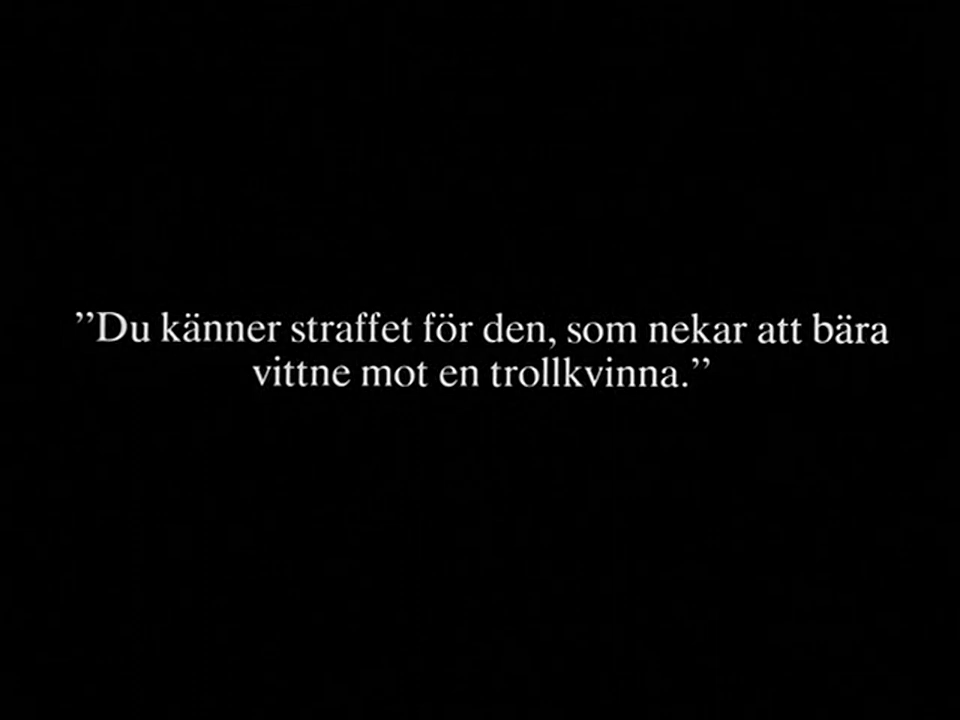 ”Du känner straffet för den, som nekar att bära
vittne mot en trollkvinna.”